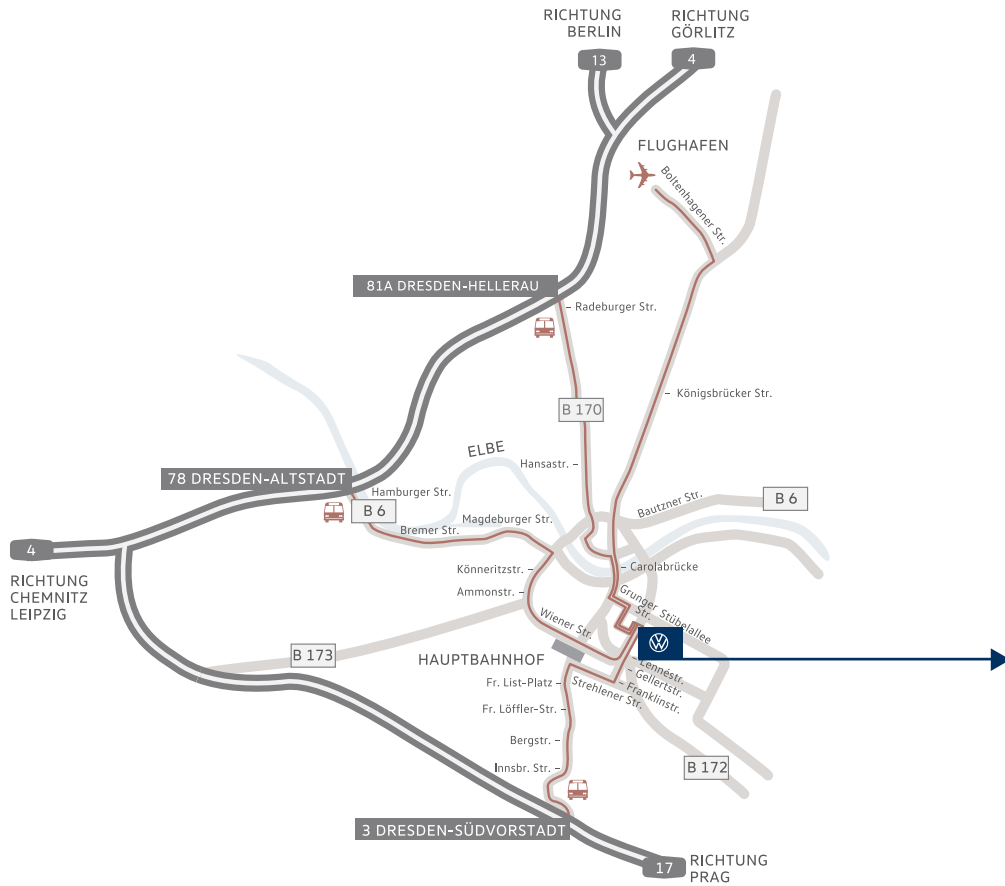 RICHTUNG
BERLIN
RICHTUNG
GÖRLITZ
13
4
FLUGHAFEN
Boltenhagener Str.
81A DRESDEN-HELLERAU
Radeburger Str.
Königsbrücker Str.
B 170
ELBE
Hansastr.
78 DRESDEN-ALTSTADT
Hamburger Str.
B 6
Bautzner Str.
B 6
Magdeburger Str.
Bremer Str.
4
RICHTUNG
CHEMNITZ
LEIPZIG
Könneritzstr.
Carolabrücke
Ammonstr.
Grunger Stübelallee
Str.
Wiener Str.
B 173
HAUPTBAHNHOF
Lennéstr.
Gellertstr.
Fr. List-Platz
Strehlener Str.
Franklinstr.
Fr. Löffler-Str.
Bergstr.
Innsbr. Str.
B 172
3 DRESDEN-SÜDVORSTADT
17
RICHTUNG
PRAG